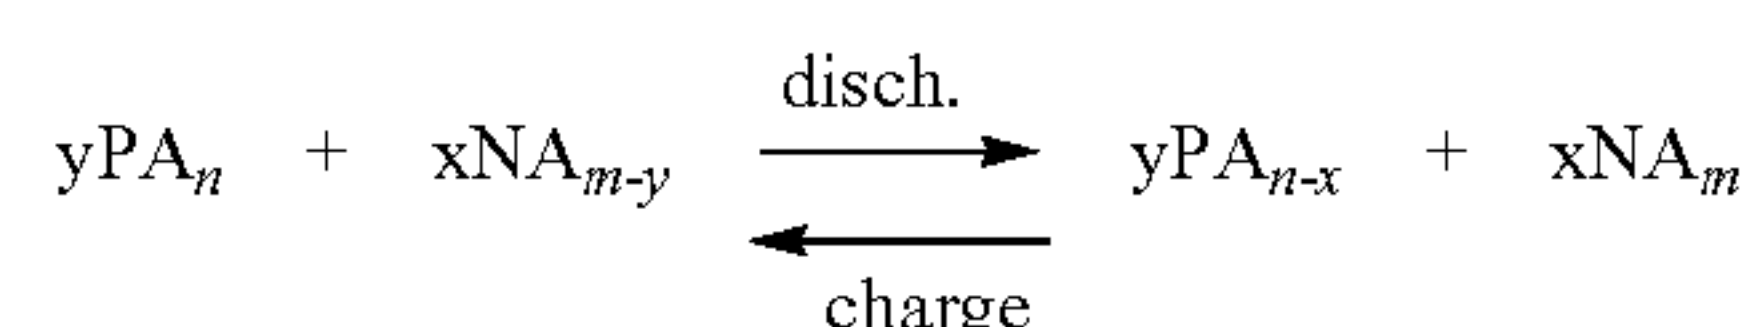 disch.
yPAn + xNAm-y yPAn-x + xNAm
charge